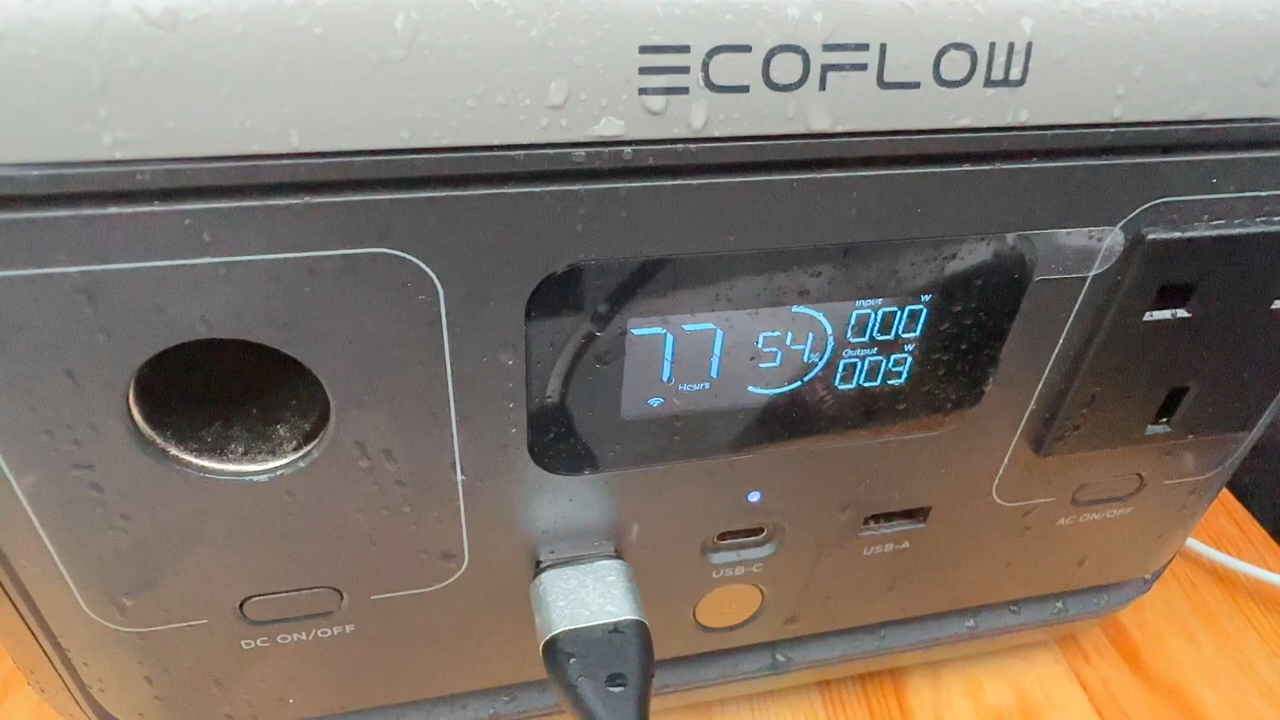 ECOFLOW
77
Hours
54%
Input W
000
Output W
009
USB-C
USB-A
AC ON/OFF
DC ON/OFF